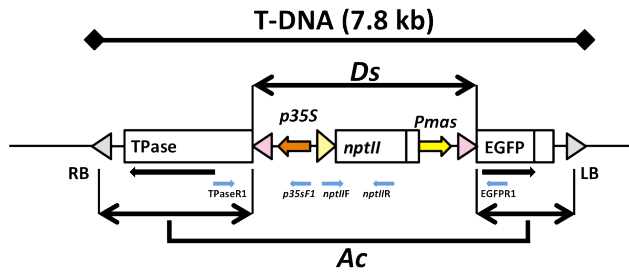 T-DNA (7.8 kb)
Ds
p35S
Pmas
TPase
nptII
EGFP
RB
LB
TPaseR1
p35sF1
nptIIF
nptIIR
EGFPR1
Ac